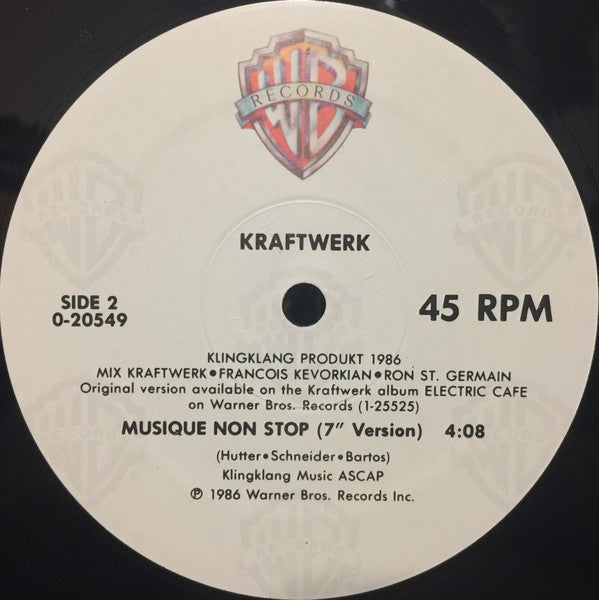 WB
RECORDS
KRAFTWERK
SIDE 2
0-20549
45 RPM
KLINGKLANG PRODUKT 1986
MIX KRAFTWERK•FRANCOIS KEVORKIAN•RON ST. GERMAIN
Original version available on the Kraftwerk album ELECTRIC CAFE
on Warner Bros. Records (1-25525)
MUSIQUE NON STOP (7” Version) 4:08
(Hutter•Schneider•Bartos)
Klingklang Music ASCAP
℗ 1986 Warner Bros. Records Inc.